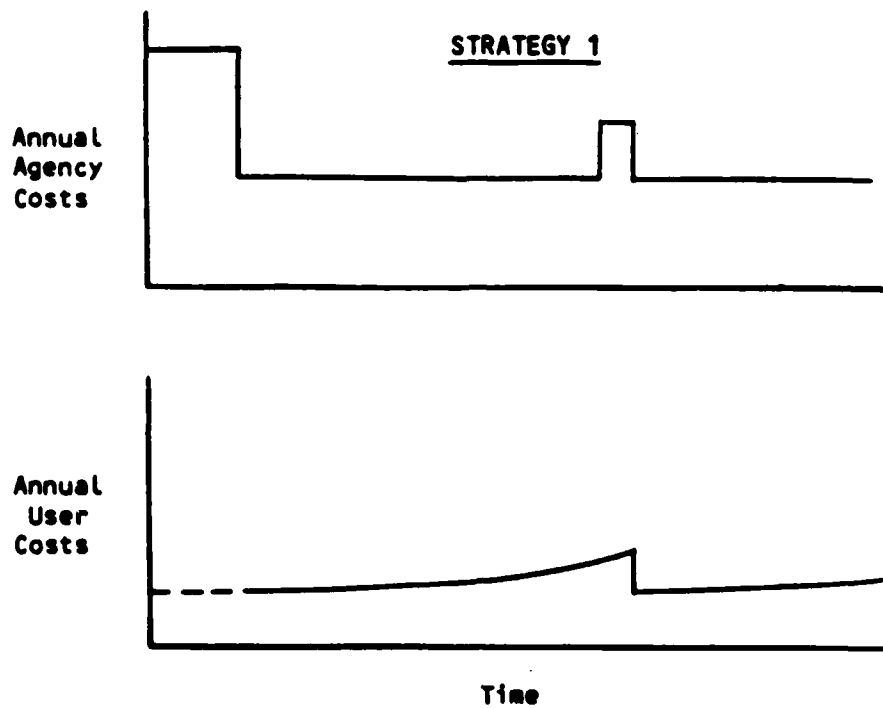 STRATEGY 1
Annual
Agency
Costs
Annual
User
Costs
Time